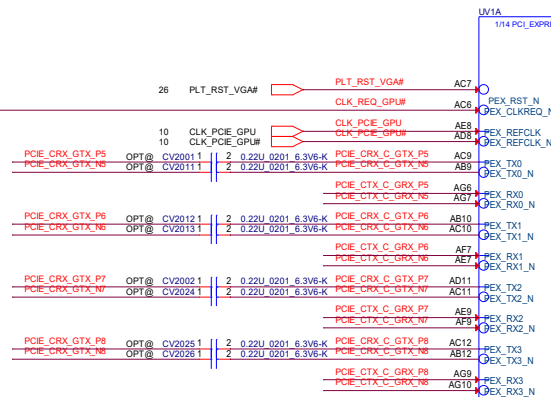 UV1A
1/14 PCI_EXPR
26 PLT_RST_VGA# PLT_RST_VGA# AC7
PEX_RST_N
CLK_REQ_GPU# AC6 PEX_CLKREQ_N
10 CLK_PCIE_GPU CLK_PCIE_GPU AE8 PEX_REFCLK
10 CLK_PCIE_GPU# CLK_PCIE_GPU# AD8 PEX_REFCLK_N
PCIE_CRX_GTX_P5 OPT@ CV2001 1 2 0.22U_0201_6.3V6-K PCIE_CRX_C_GTX_P5 AC9 PEX_TX0
PCIE_CRX_GTX_N5 OPT@ CV2011 1 2 0.22U_0201_6.3V6-K PCIE_CRX_C_GTX_N5 AB9 PEX_TX0_N
PCIE_CTX_C_GRX_P5 AG6 PEX_RX0
PCIE_CTX_C_GRX_N5 AG7 PEX_RX0_N
PCIE_CRX_GTX_P6 OPT@ CV2012 1 2 0.22U_0201_6.3V6-K PCIE_CRX_C_GTX_P6 AB10 PEX_TX1
PCIE_CRX_GTX_N6 OPT@ CV2013 1 2 0.22U_0201_6.3V6-K PCIE_CRX_C_GTX_N6 AC10 PEX_TX1_N
PCIE_CTX_C_GRX_P6 AF7 PEX_RX1
PCIE_CTX_C_GRX_N6 AE7 PEX_RX1_N
PCIE_CRX_GTX_P7 OPT@ CV2002 1 2 0.22U_0201_6.3V6-K PCIE_CRX_C_GTX_P7 AD11 PEX_TX2
PCIE_CRX_GTX_N7 OPT@ CV2024 1 2 0.22U_0201_6.3V6-K PCIE_CRX_C_GTX_N7 AC11 PEX_TX2_N
PCIE_CTX_C_GRX_P7 AE9 PEX_RX2
PCIE_CTX_C_GRX_N7 AF9 PEX_RX2_N
PCIE_CRX_GTX_P8 OPT@ CV2025 1 2 0.22U_0201_6.3V6-K PCIE_CRX_C_GTX_P8 AC12 PEX_TX3
PCIE_CRX_GTX_N8 OPT@ CV2026 1 2 0.22U_0201_6.3V6-K PCIE_CRX_C_GTX_N8 AB12 PEX_TX3_N
PCIE_CTX_C_GRX_P8 AG9 PEX_RX3
PCIE_CTX_C_GRX_N8 AG10 PEX_RX3_N